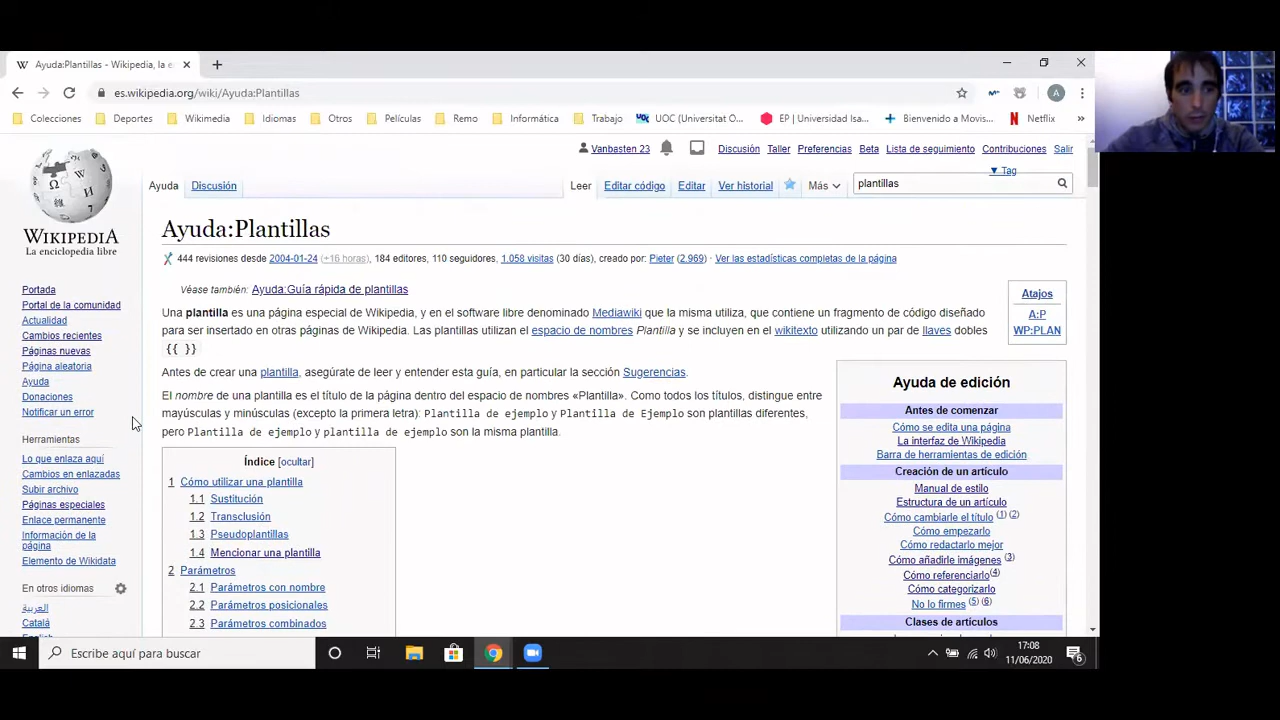 Ayuda:Plantillas - Wikipedia, la e
es.wikipedia.org/wiki/Ayuda:Plantillas
Colecciones Deportes Wikimedia Idiomas Otros Películas Remo Informática Trabajo UOC (Universitat O... EP | Universidad Isa... Bienvenido a Movis... Netflix »
Vanbasten 23 Discusión Taller Preferencias Beta Lista de seguimiento Contribuciones Salir
▼ Tag
Ayuda Discusión Leer Editar código Editar Ver historial Más plantillas
WIKIPEDIA
La enciclopedia libre
Portada
Portal de la comunidad
Actualidad
Cambios recientes
Páginas nuevas
Página aleatoria
Ayuda
Donaciones
Notificar un error
Herramientas
Lo que enlaza aquí
Cambios en enlazadas
Subir archivo
Páginas especiales
Enlace permanente
Información de la
página
Elemento de Wikidata
En otros idiomas
العربية
Català
English
Ayuda:Plantillas
444 revisiones desde 2004-01-24 (+16 horas), 184 editores, 110 seguidores, 1.058 visitas (30 días), creado por: Pieter (2.969) · Ver las estadísticas completas de la página
Véase también: Ayuda:Guía rápida de plantillas
Una plantilla es una página especial de Wikipedia, y en el software libre denominado Mediawiki que la misma utiliza, que contiene un fragmento de código diseñado
para ser insertado en otras páginas de Wikipedia. Las plantillas utilizan el espacio de nombres Plantilla y se incluyen en el wikitexto utilizando un par de llaves dobles
{{ }}
Antes de crear una plantilla, asegúrate de leer y entender esta guía, en particular la sección Sugerencias.
El nombre de una plantilla es el título de la página dentro del espacio de nombres «Plantilla». Como todos los títulos, distingue entre
mayúsculas y minúsculas (excepto la primera letra): Plantilla de ejemplo y Plantilla de Ejemplo son plantillas diferentes,
pero Plantilla de ejemplo y plantilla de ejemplo son la misma plantilla.
Índice [ocultar]
1 Cómo utilizar una plantilla
1.1 Sustitución
1.2 Transclusión
1.3 Pseudoplantillas
1.4 Mencionar una plantilla
2 Parámetros
2.1 Parámetros con nombre
2.2 Parámetros posicionales
2.3 Parámetros combinados
Atajos
A:P
WP:PLAN
Ayuda de edición
Antes de comenzar
Cómo se edita una página
La interfaz de Wikipedia
Barra de herramientas de edición
Creación de un artículo
Manual de estilo
Estructura de un artículo
Cómo cambiarle el título (1) (2)
Cómo empezarlo
Cómo redactarlo mejor
Cómo añadirle imágenes (3)
Cómo referenciarlo(4)
Cómo categorizarlo
No lo firmes (5) (6)
Clases de artículos
Escribe aquí para buscar
17:08
11/06/2020
6